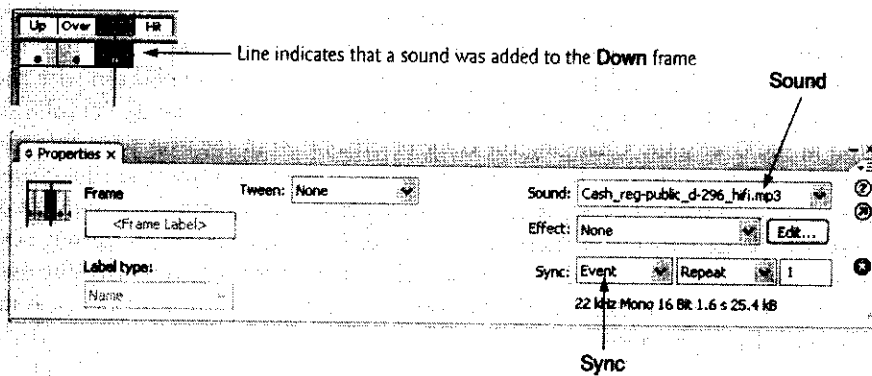 Up Over Hit
Line indicates that a sound was added to the Down frame
Sound
Properties ×
Frame
Tween: None
Sound: Cash_reg-public_d-296_hifi.mp3
<Frame Label>
Effect: None Edit...
Label type:
Sync: Event Repeat 1
Name
22 kHz Mono 16 Bit 1.6 s 25.4 kB
Sync